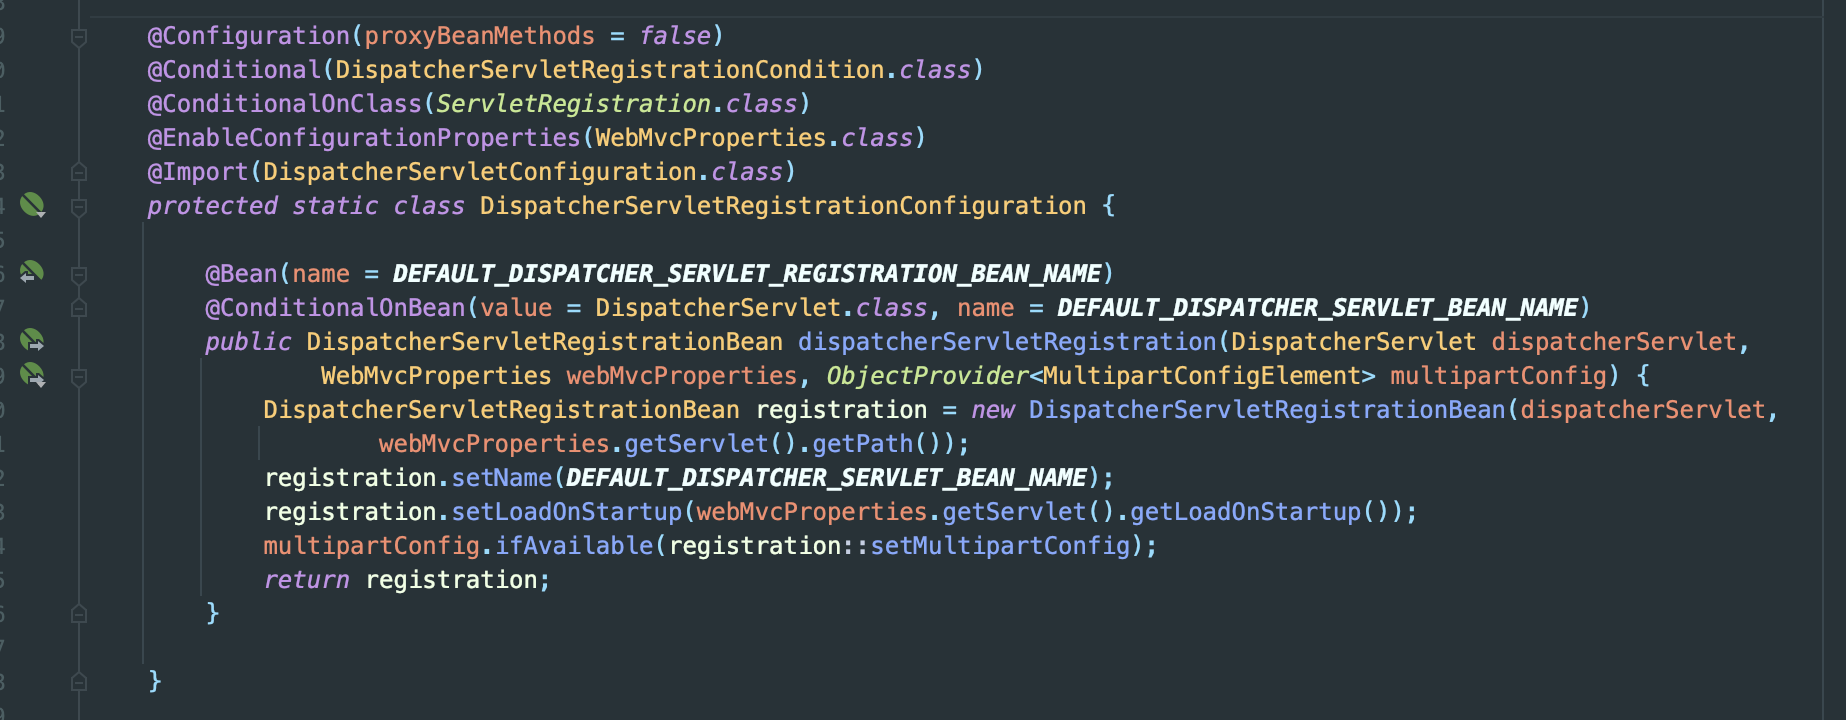 @Configuration(proxyBeanMethods = false)
@Conditional(DispatcherServletRegistrationCondition.class)
@ConditionalOnClass(ServletRegistration.class)
@EnableConfigurationProperties(WebMvcProperties.class)
@Import(DispatcherServletConfiguration.class)
protected static class DispatcherServletRegistrationConfiguration {
@Bean(name = DEFAULT_DISPATCHER_SERVLET_REGISTRATION_BEAN_NAME)
@ConditionalOnBean(value = DispatcherServlet.class, name = DEFAULT_DISPATCHER_SERVLET_BEAN_NAME)
public DispatcherServletRegistrationBean dispatcherServletRegistration(DispatcherServlet dispatcherServlet,
WebMvcProperties webMvcProperties, ObjectProvider<MultipartConfigElement> multipartConfig) {
DispatcherServletRegistrationBean registration = new DispatcherServletRegistrationBean(dispatcherServlet,
webMvcProperties.getServlet().getPath());
registration.setName(DEFAULT_DISPATCHER_SERVLET_BEAN_NAME);
registration.setLoadOnStartup(webMvcProperties.getServlet().getLoadOnStartup());
multipartConfig.ifAvailable(registration::setMultipartConfig);
return registration;
}
}